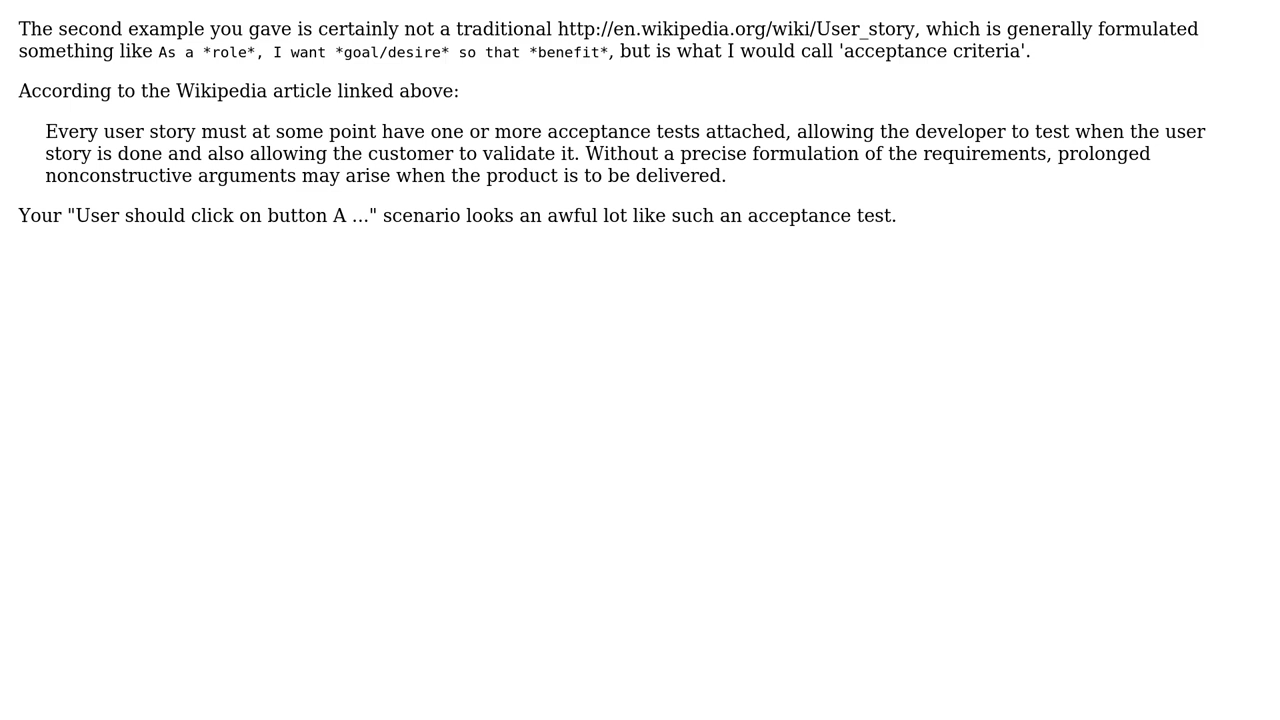 The second example you gave is certainly not a traditional http://en.wikipedia.org/wiki/User_story, which is generally formulated
something like As a *role*, I want *goal/desire* so that *benefit*, but is what I would call 'acceptance criteria'.
According to the Wikipedia article linked above:
Every user story must at some point have one or more acceptance tests attached, allowing the developer to test when the user
story is done and also allowing the customer to validate it. Without a precise formulation of the requirements, prolonged
nonconstructive arguments may arise when the product is to be delivered.
Your "User should click on button A ..." scenario looks an awful lot like such an acceptance test.